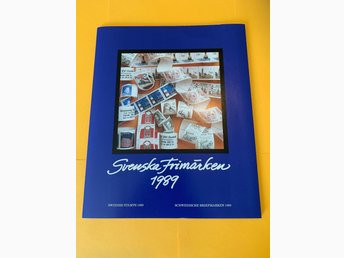 Svenska Frimärken
1989
SWEDISH STAMPS 1989 SCHWEDISCHE BRIEFMARKEN 1989